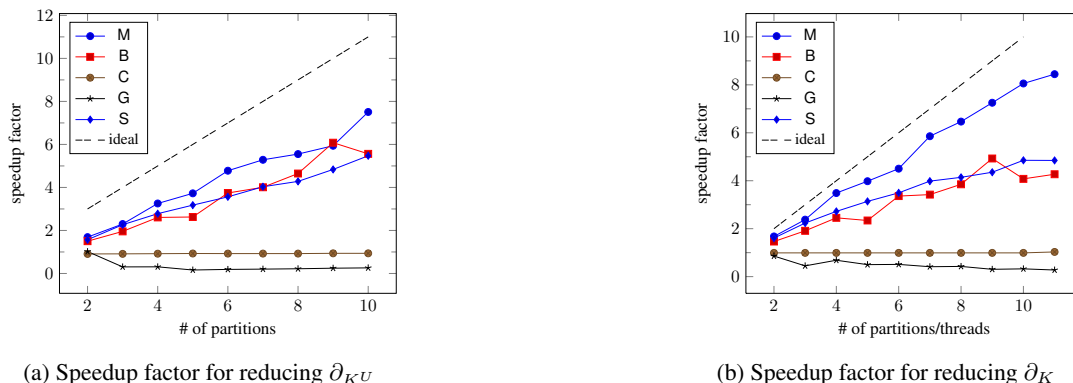 12
10
8
6
4
2
0
speedup factor
M
B
C
G
S
ideal
2 4 6 8 10
# of partitions
(a) Speedup factor for reducing ∂_{K^U}
10
8
6
4
2
0
speedup factor
M
B
C
G
S
ideal
2 4 6 8 10
# of partitions/threads
(b) Speedup factor for reducing ∂_K